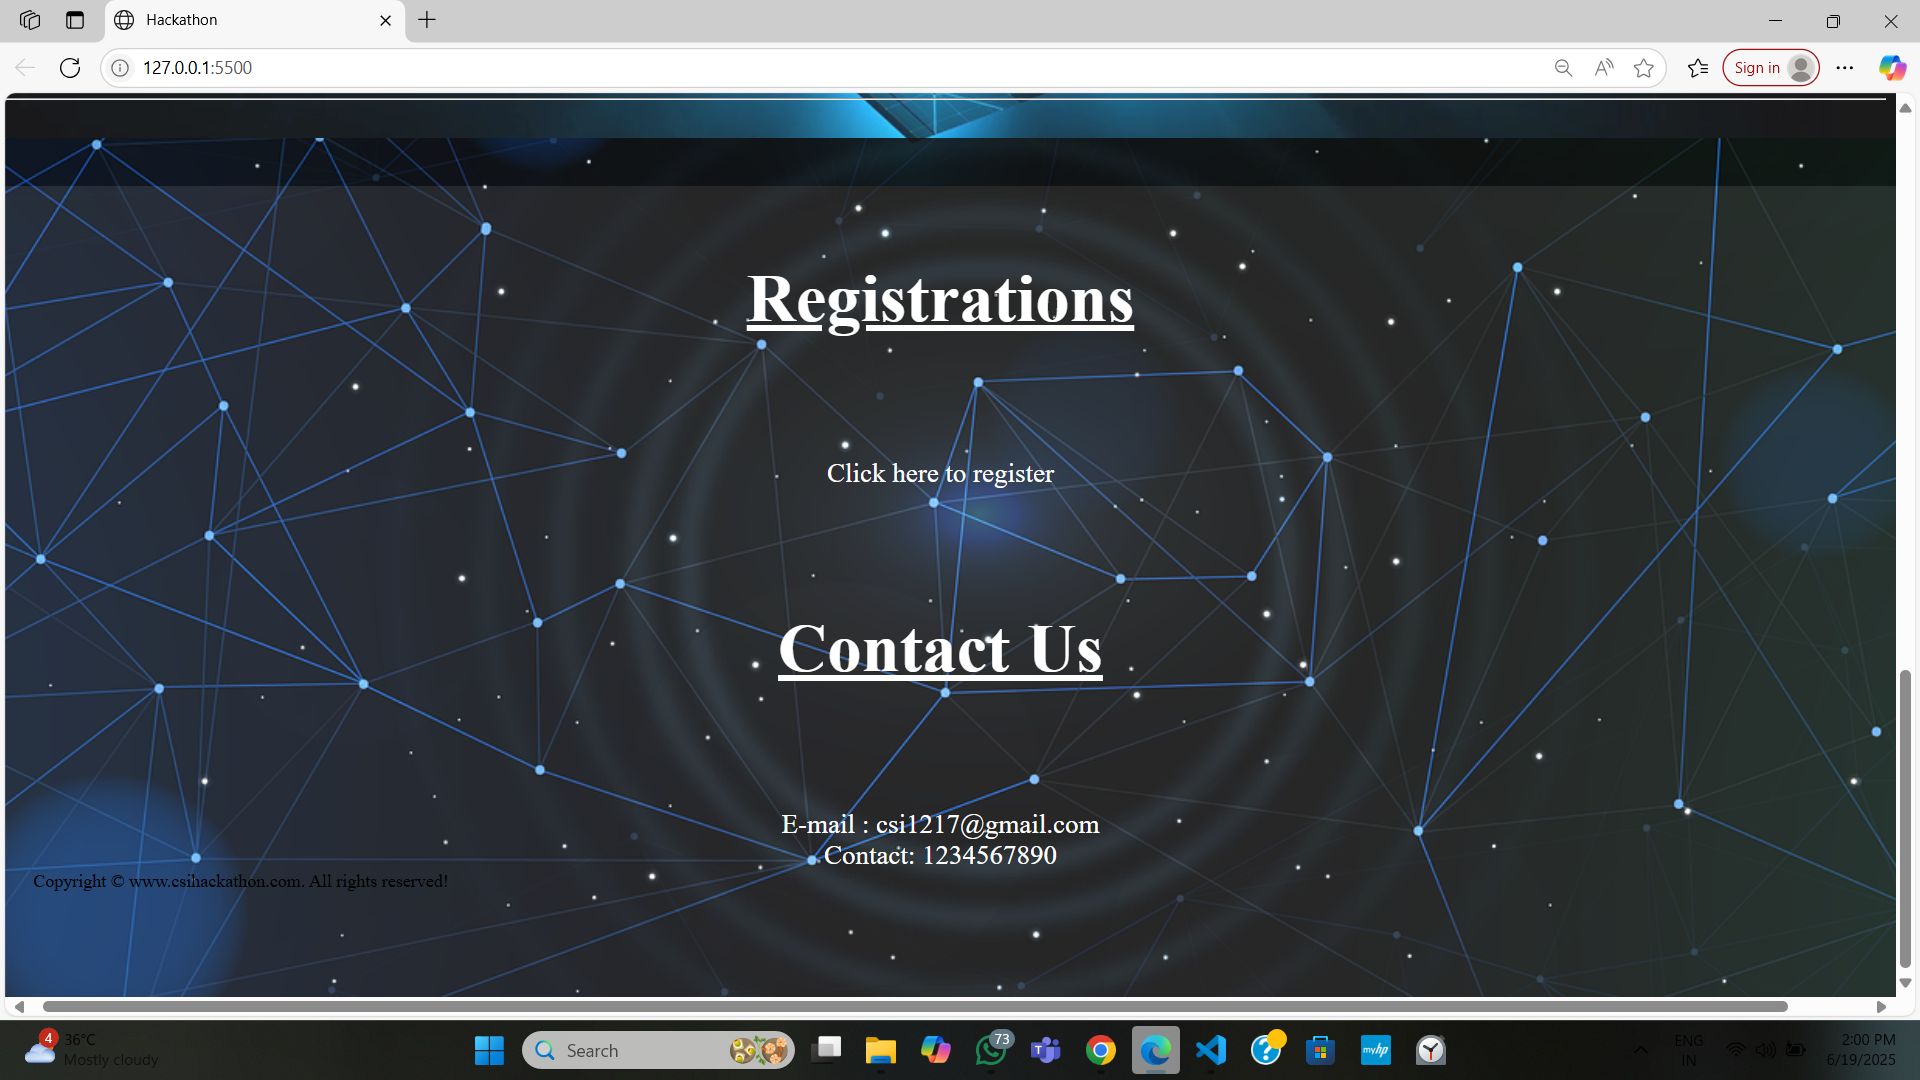 Hackathon
127.0.0.1:5500
Sign in
Registrations
Click here to register
Contact Us
E-mail : csi1217@gmail.com
Contact: 1234567890
Copyright © www.csihackathon.com. All rights reserved!
4
36°C
Mostly cloudy
Search
73
myhp
ENG
IN
2:00 PM
6/19/2025